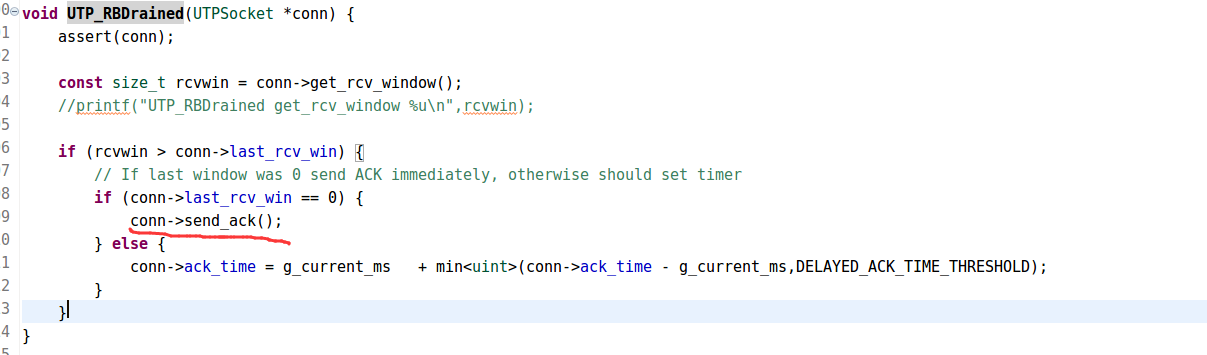 0 void UTP_RBDrained(UTPSocket *conn) {
1 assert(conn);
2
3 const size_t rcvwin = conn->get_rcv_window();
4 //printf("UTP_RBDrained get_rcv_window %u\n",rcvwin);
5
6 if (rcvwin > conn->last_rcv_win) {
7 // If last window was 0 send ACK immediately, otherwise should set timer
8 if (conn->last_rcv_win == 0) {
9 conn->send_ack();
0 } else {
1 conn->ack_time = g_current_ms + min<uint>(conn->ack_time - g_current_ms,DELAYED_ACK_TIME_THRESHOLD);
2 }
3 }
4 }
5